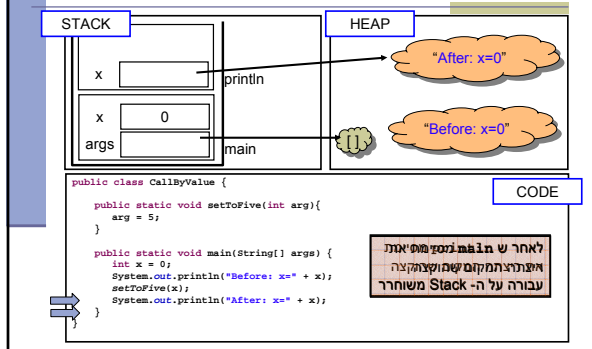 STACK
HEAP
x
println
"After: x=0"
x 0
args
main
[]
"Before: x=0"
CODE
public class CallByValue {
public static void setToFive(int arg){
arg = 5;
}
public static void main(String[] args) {
int x = 0;
System.out.println("Before: x=" + x);
setToFive(x);
System.out.println("After: x=" + x);
}
}
לאחר ש
עבורה על ה- Stack משוחרר